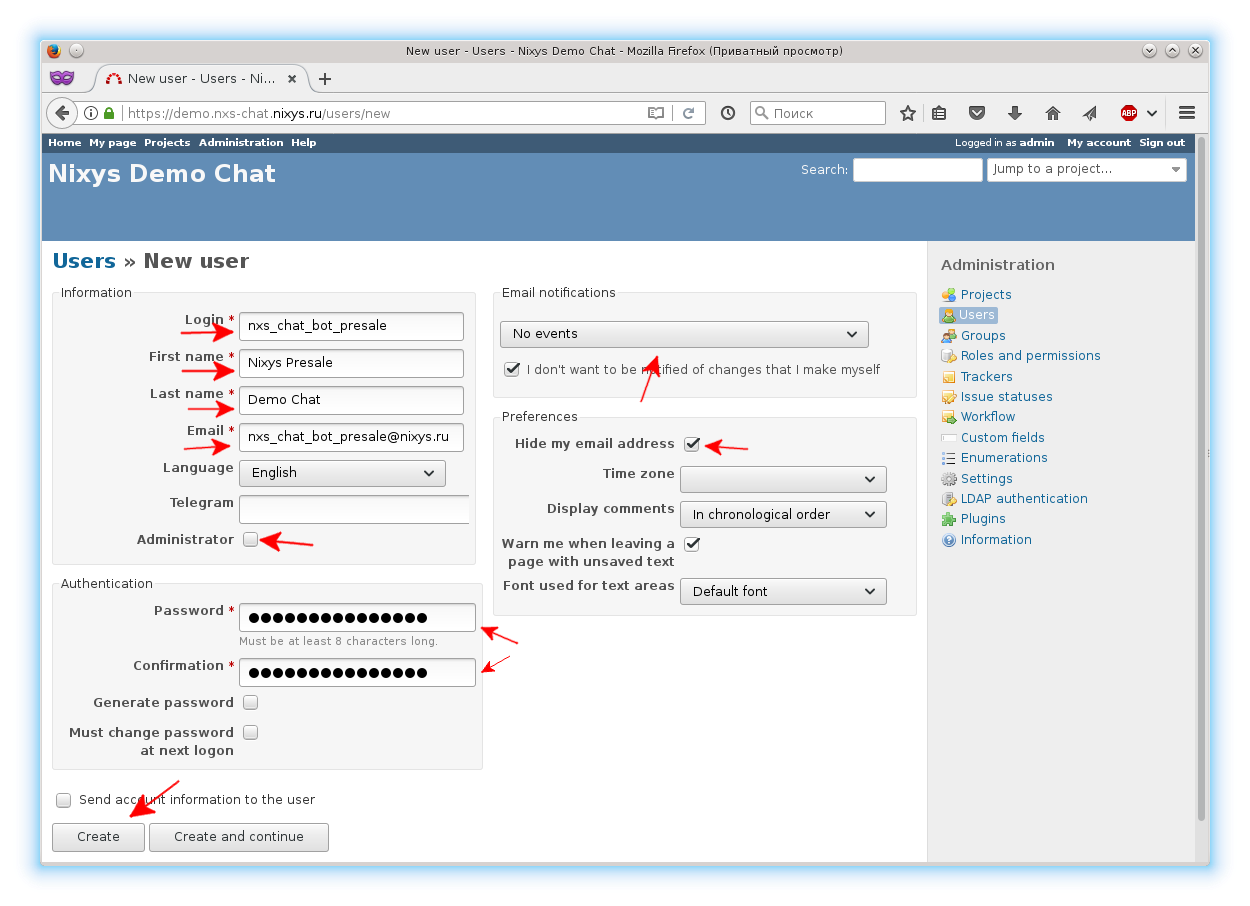 New user - Users - Nixys Demo Chat - Mozilla Firefox (Приватный просмотр)
New user - Users - Ni...
https://demo.nxs-chat.nixys.ru/users/new
Поиск
ABP
Home My page Projects Administration Help
Logged in as admin My account Sign out
Nixys Demo Chat
Search:
Jump to a project...
Users » New user
Information
Login *
nxs_chat_bot_presale
First name *
Nixys Presale
Last name *
Demo Chat
Email *
nxs_chat_bot_presale@nixys.ru
Language
English
Telegram
Administrator
Authentication
Password *
Must be at least 8 characters long.
Confirmation *
Generate password
Must change password
at next logon
Send account information to the user
Create
Create and continue
Email notifications
No events
I don't want to be notified of changes that I make myself
Preferences
Hide my email address
Time zone
Display comments
In chronological order
Warn me when leaving a
page with unsaved text
Font used for text areas
Default font
Administration
Projects
Users
Groups
Roles and permissions
Trackers
Issue statuses
Workflow
Custom fields
Enumerations
Settings
LDAP authentication
Plugins
Information